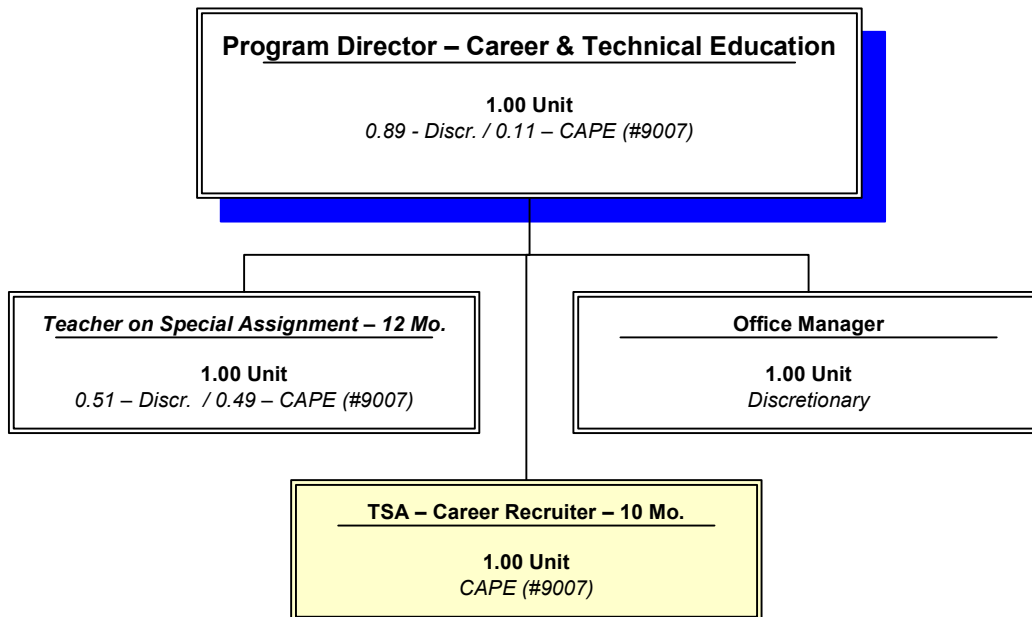 Program Director – Career & Technical Education
1.00 Unit
0.89 - Discr. / 0.11 – CAPE (#9007)
Teacher on Special Assignment – 12 Mo.
1.00 Unit
0.51 – Discr. / 0.49 – CAPE (#9007)
Office Manager
1.00 Unit
Discretionary
TSA – Career Recruiter – 10 Mo.
1.00 Unit
CAPE (#9007)